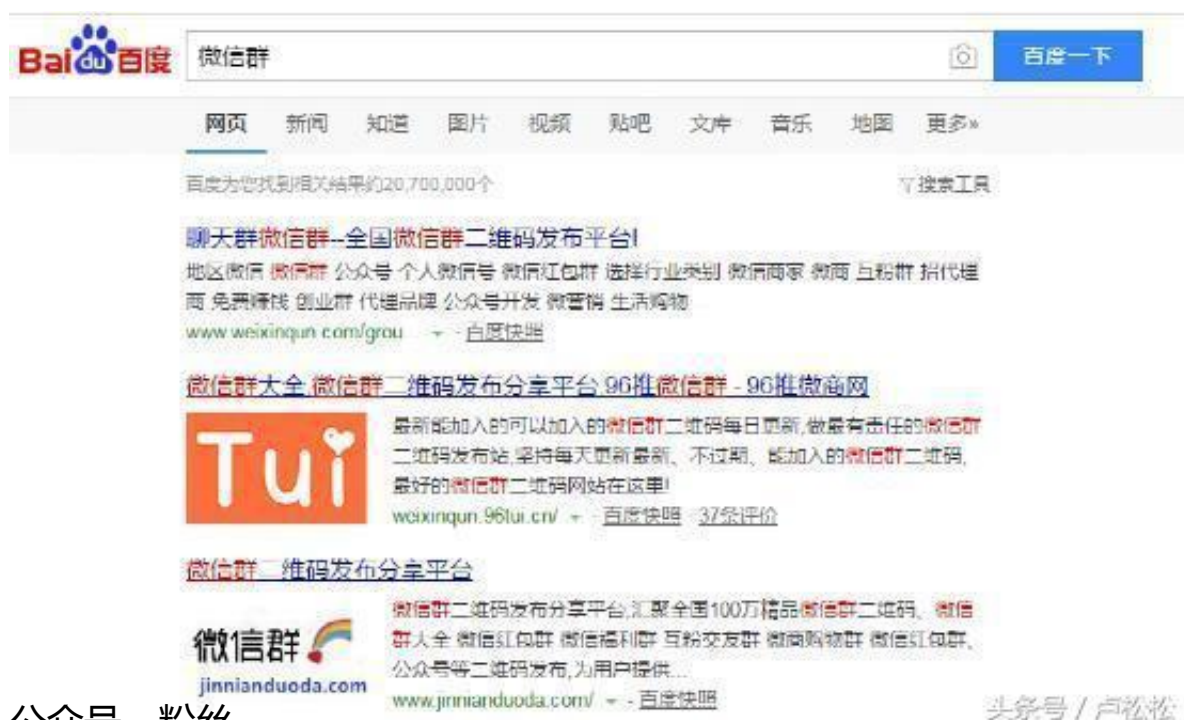 Bai du 百度 微信群 百度一下
网页 新闻 知道 图片 视频 贴吧 文库 音乐 地图 更多»
百度为您找到相关结果约20,700,000个 搜索工具
聊天群微信群--全国微信群二维码发布平台!
地区微信 微信群 公众号 个人微信号 微信红包群 选择行业类别 微信商家 微商 互粉群 招代理
商 免费赚钱 创业群 代理品牌 公众号开发 微营销 生活购物
www.weixinqun.com/grou - 百度快照
微信群大全,微信群二维码发布分享平台,96推微信群 - 96推微商网
Tui
最新能加入的可以加入的微信群二维码每日更新,做最有责任的微信群
二维码发布站,坚持每天更新最新、不过期、能加入的微信群二维码,
最好的微信群二维码网站在这里!
weixinqun.96tui.cn/ - 百度快照 - 37条评价
微信群二维码发布分享平台
微信群
jinnianduoda.com
微信群二维码发布分享平台,汇聚全国100万精品微信群二维码、微信
群大全 微信红包群 微信福利群 互粉交友群 微商购物群 微信红包群,
公众号等二维码发布,为用户提供...
www.jinnianduoda.com/ - 百度快照
公众号 粉丝
头条号 / 卢松松